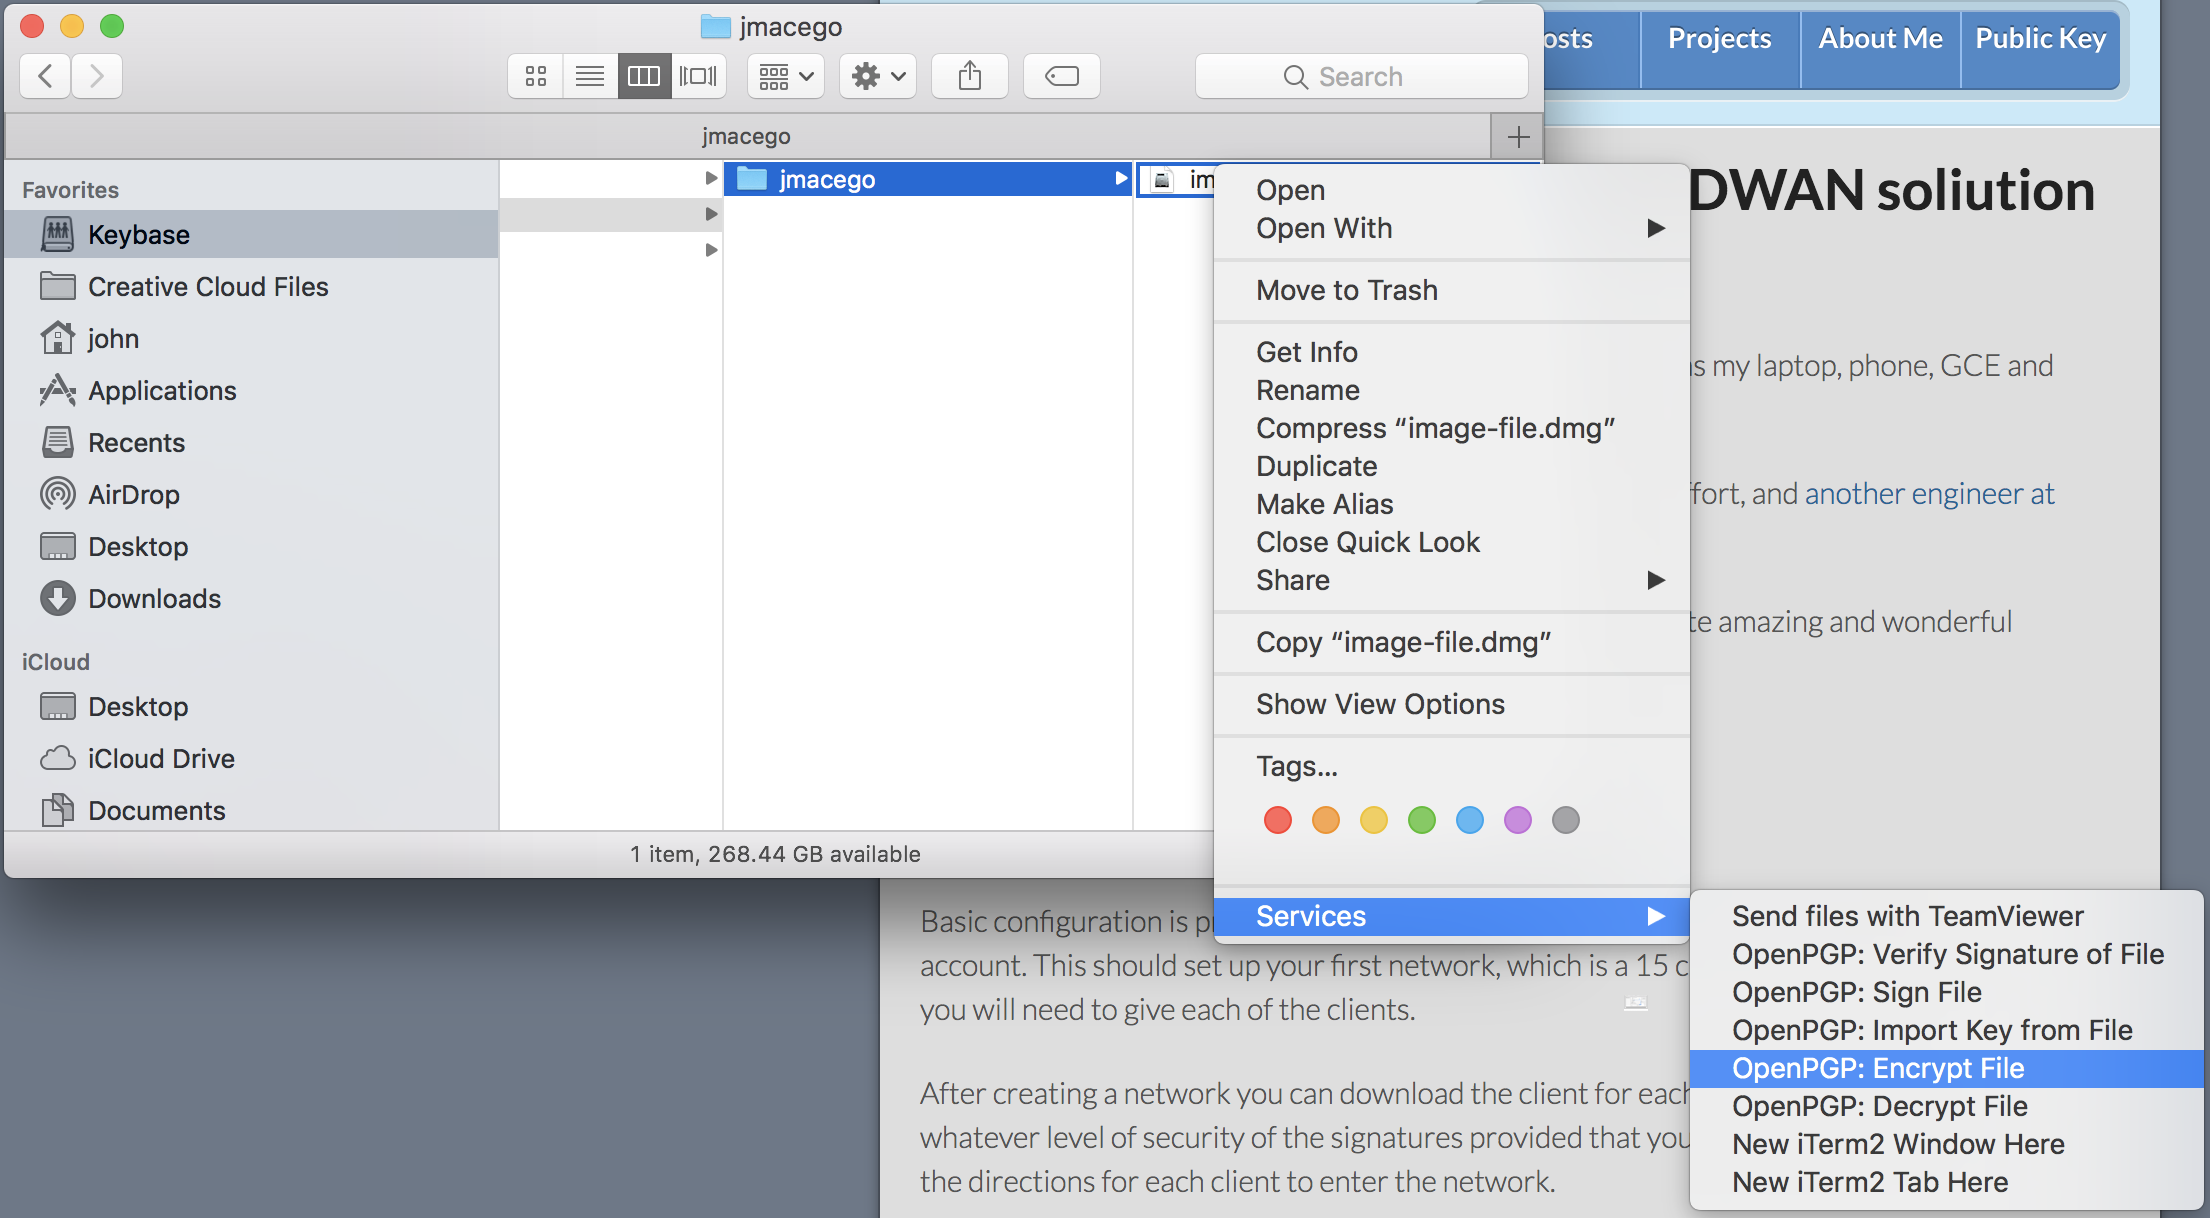 jmacego
Search
jmacego
Favorites
Keybase
Creative Cloud Files
john
Applications
Recents
AirDrop
Desktop
Downloads
iCloud
Desktop
iCloud Drive
Documents
jmacego
im
1 item, 268.44 GB available
Open
Open With
Move to Trash
Get Info
Rename
Compress “image-file.dmg”
Duplicate
Make Alias
Close Quick Look
Share
Copy “image-file.dmg”
Show View Options
Tags...
Services
Send files with TeamViewer
OpenPGP: Verify Signature of File
OpenPGP: Sign File
OpenPGP: Import Key from File
OpenPGP: Encrypt File
OpenPGP: Decrypt File
New iTerm2 Window Here
New iTerm2 Tab Here
osts Projects About Me Public Key
DWAN soliution
s my laptop, phone, GCE and
fort, and another engineer at
te amazing and wonderful
Basic configuration is p
account. This should set up your first network, which is a 15 c
you will need to give each of the clients.
After creating a network you can download the client for each
whatever level of security of the signatures provided that you
the directions for each client to enter the network.